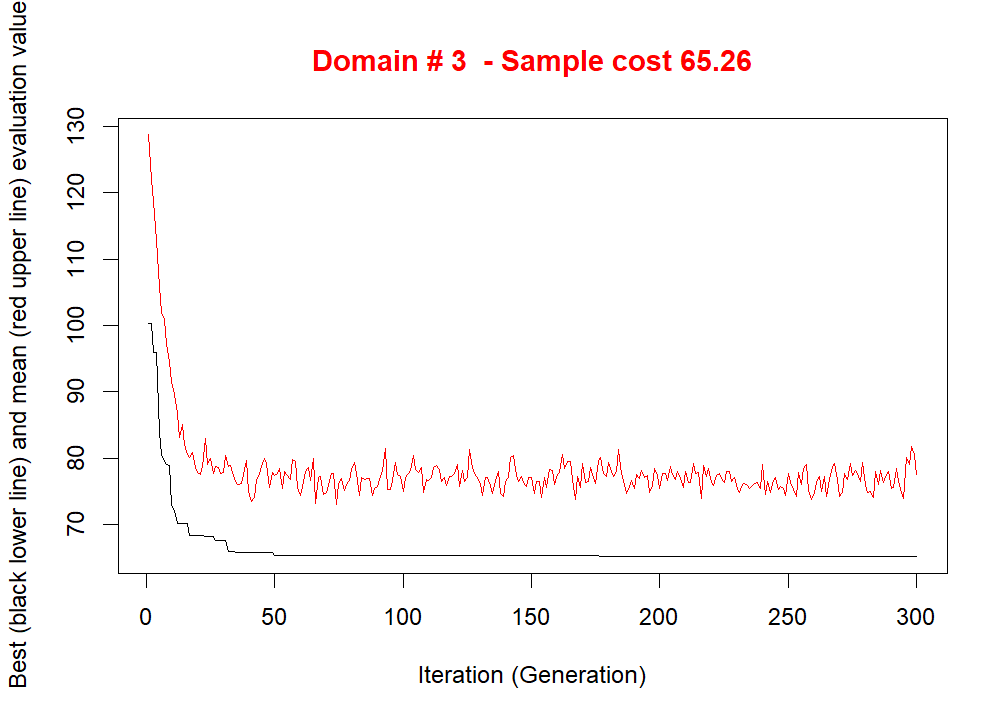 Domain # 3  - Sample cost 65.26
Best (black lower line) and mean (red upper line) evaluation value
130
120
110
100
90
80
70
0 50 100 150 200 250 300
Iteration (Generation)